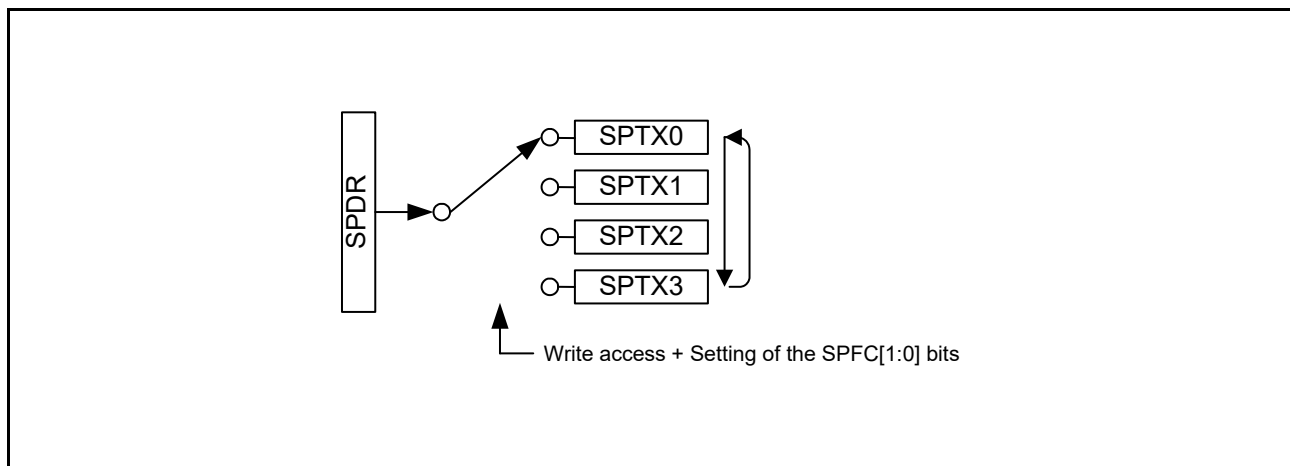 SPDR
SPTX0
SPTX1
SPTX2
SPTX3
Write access + Setting of the SPFC[1:0] bits